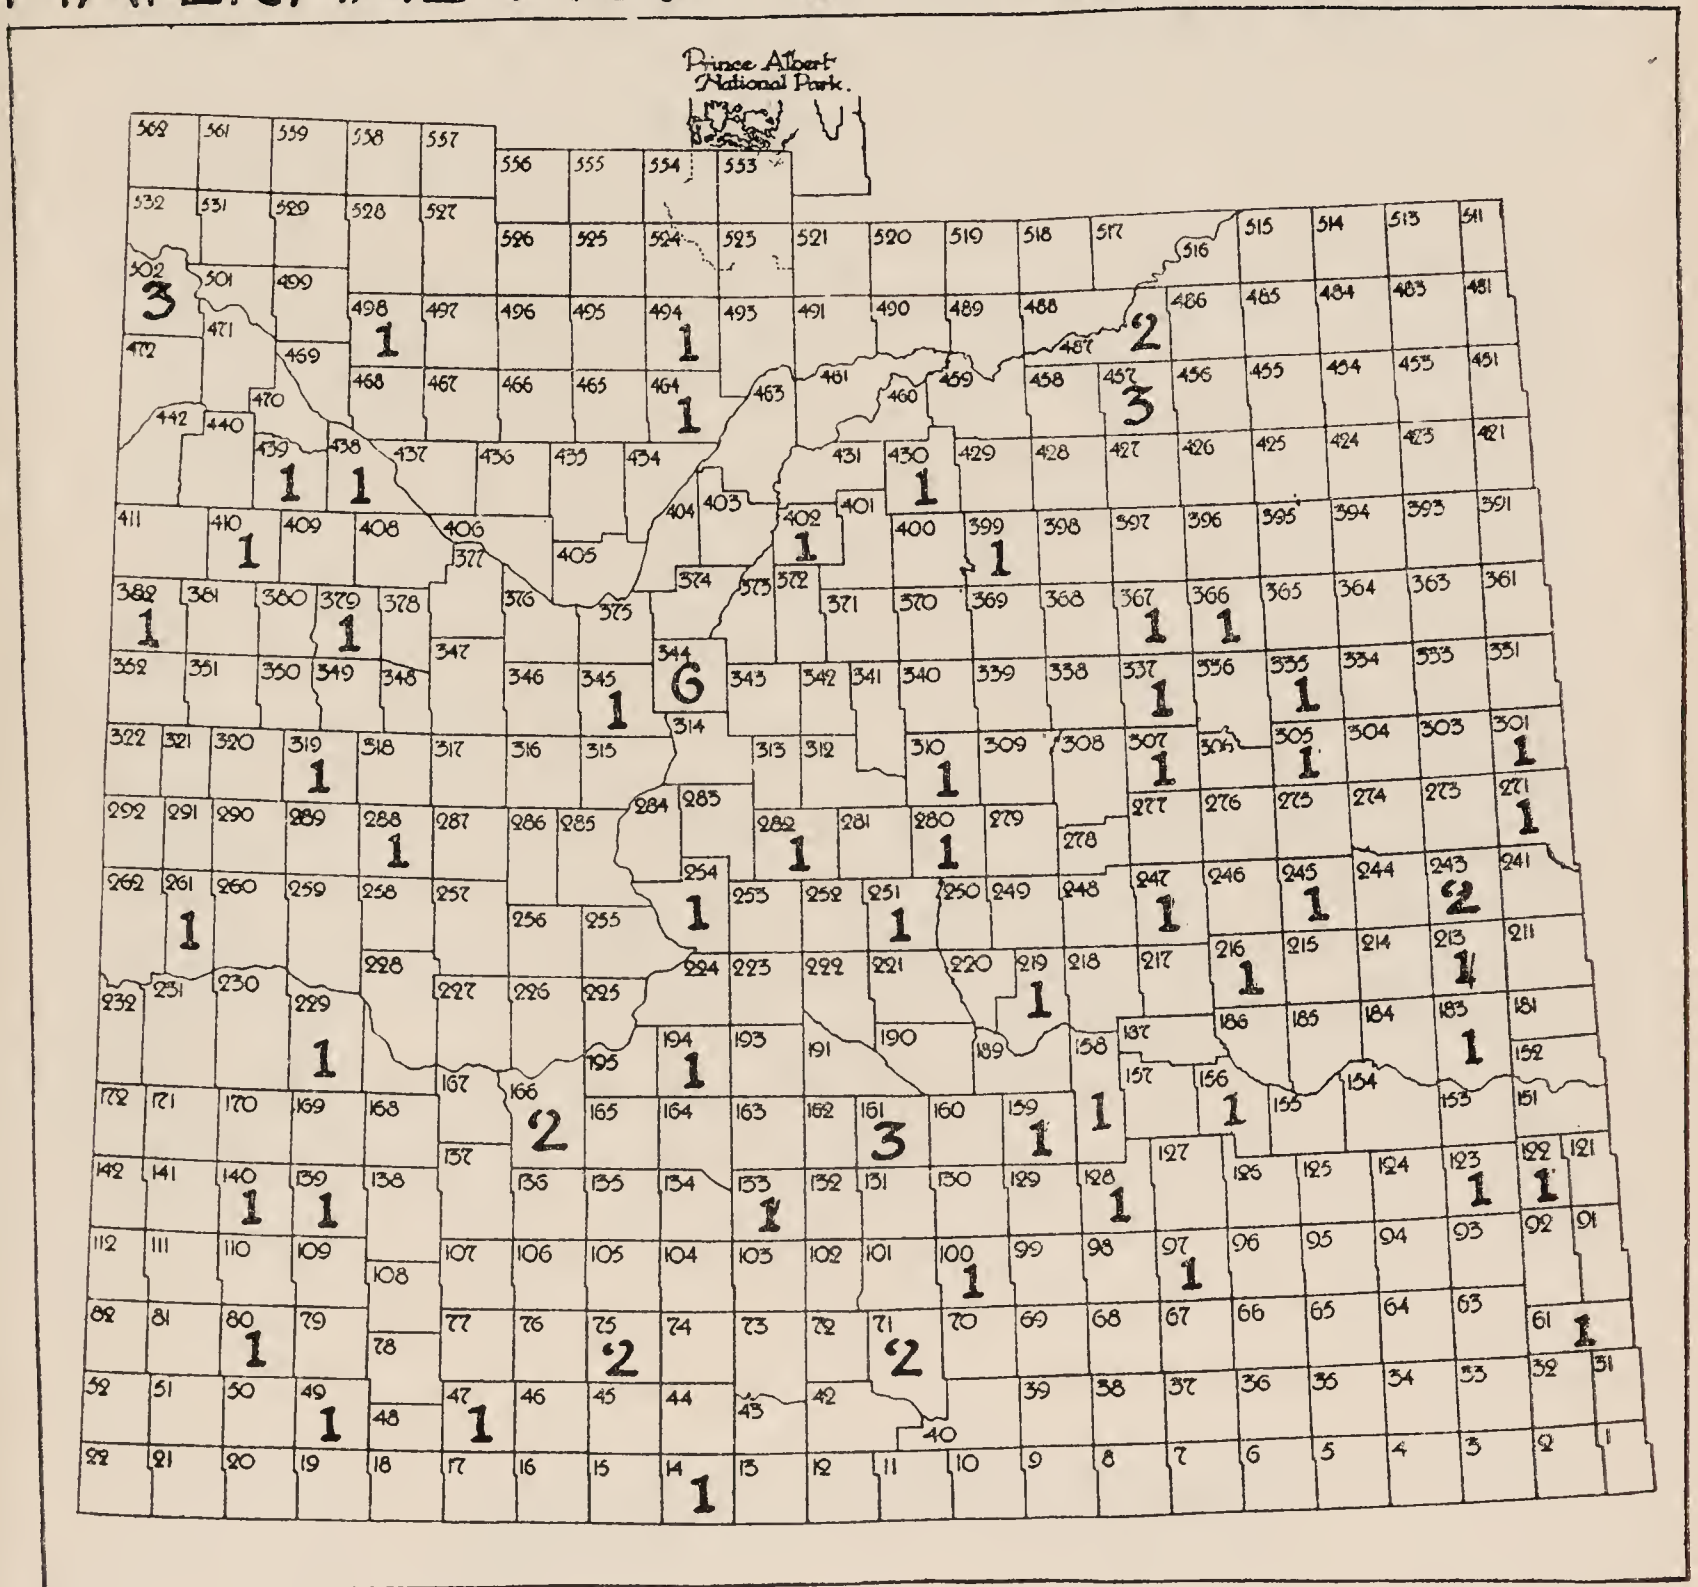 Prince Albert
National Park.
562 561 559 558 557
556 555 554 553
532 531 529 528 527
526 525 524 523 521 520 519 518 517 516 515 514 513 511
502 501 499
3
498 497 496 495 494 493 491 490 489 488 487 486 485 484 483 481
1 1 2
472 471 469
468 467 466 465 464 463 461 460 459 458 457 456 455 454 453 451
1 3
442 440 470
439 438 437 436 435 434 431 430 429 428 427 426 425 424 423 421
1 1 1
411 410 409 408 406 405 404 403 402 401 400 399 398 397 396 395 394 393 391
1 1 1
377
382 381 380 379 378 376 375 374 373 372 371 370 369 368 367 366 365 364 363 361
1 1 1 1
352 351 350 349 348 347 346 345 344 343 342 341 340 339 338 337 336 335 334 333 331
1 6 1 1
322 321 320 319 318 317 316 315 314 313 312 310 309 308 307 306 305 304 303 301
1 1 1 1 1
292 291 290 289 288 287 286 285 284 283 282 281 280 279 278 277 276 275 274 273 271
1 1 1 1
262 261 260 259 258 257 256 255 254 253 252 251 250 249 248 247 246 245 244 243 241
1 1 1 1 1 2
232 231 230 229 228 227 226 225 224 223 222 221 220 219 218 217 216 215 214 213 211
1 1 1 1
195 194 193 191 190 189 158 187 186 185 184 183 181
1 1
152
172 171 170 169 168 167 166 165 164 163 162 161 160 159 157 156 155 154 153 151
2 3 1 1 1
142 141 140 139 138 137 136 135 134 133 132 131 130 129 128 127 126 125 124 123 122 121
1 1 1 1 1 1
112 111 110 109 108 107 106 105 104 103 102 101 100 99 98 97 96 95 94 93 92 91
1 1
82 81 80 79 78 77 76 75 74 73 72 71 70 69 68 67 66 65 64 63 61
1 2 2 1
52 51 50 49 48 47 46 45 44 43 42 40 39 38 37 36 35 34 33 32 31
1 1
22 21 20 19 18 17 16 15 14 13 12 11 10 9 8 7 6 5 4 3 2 1
1